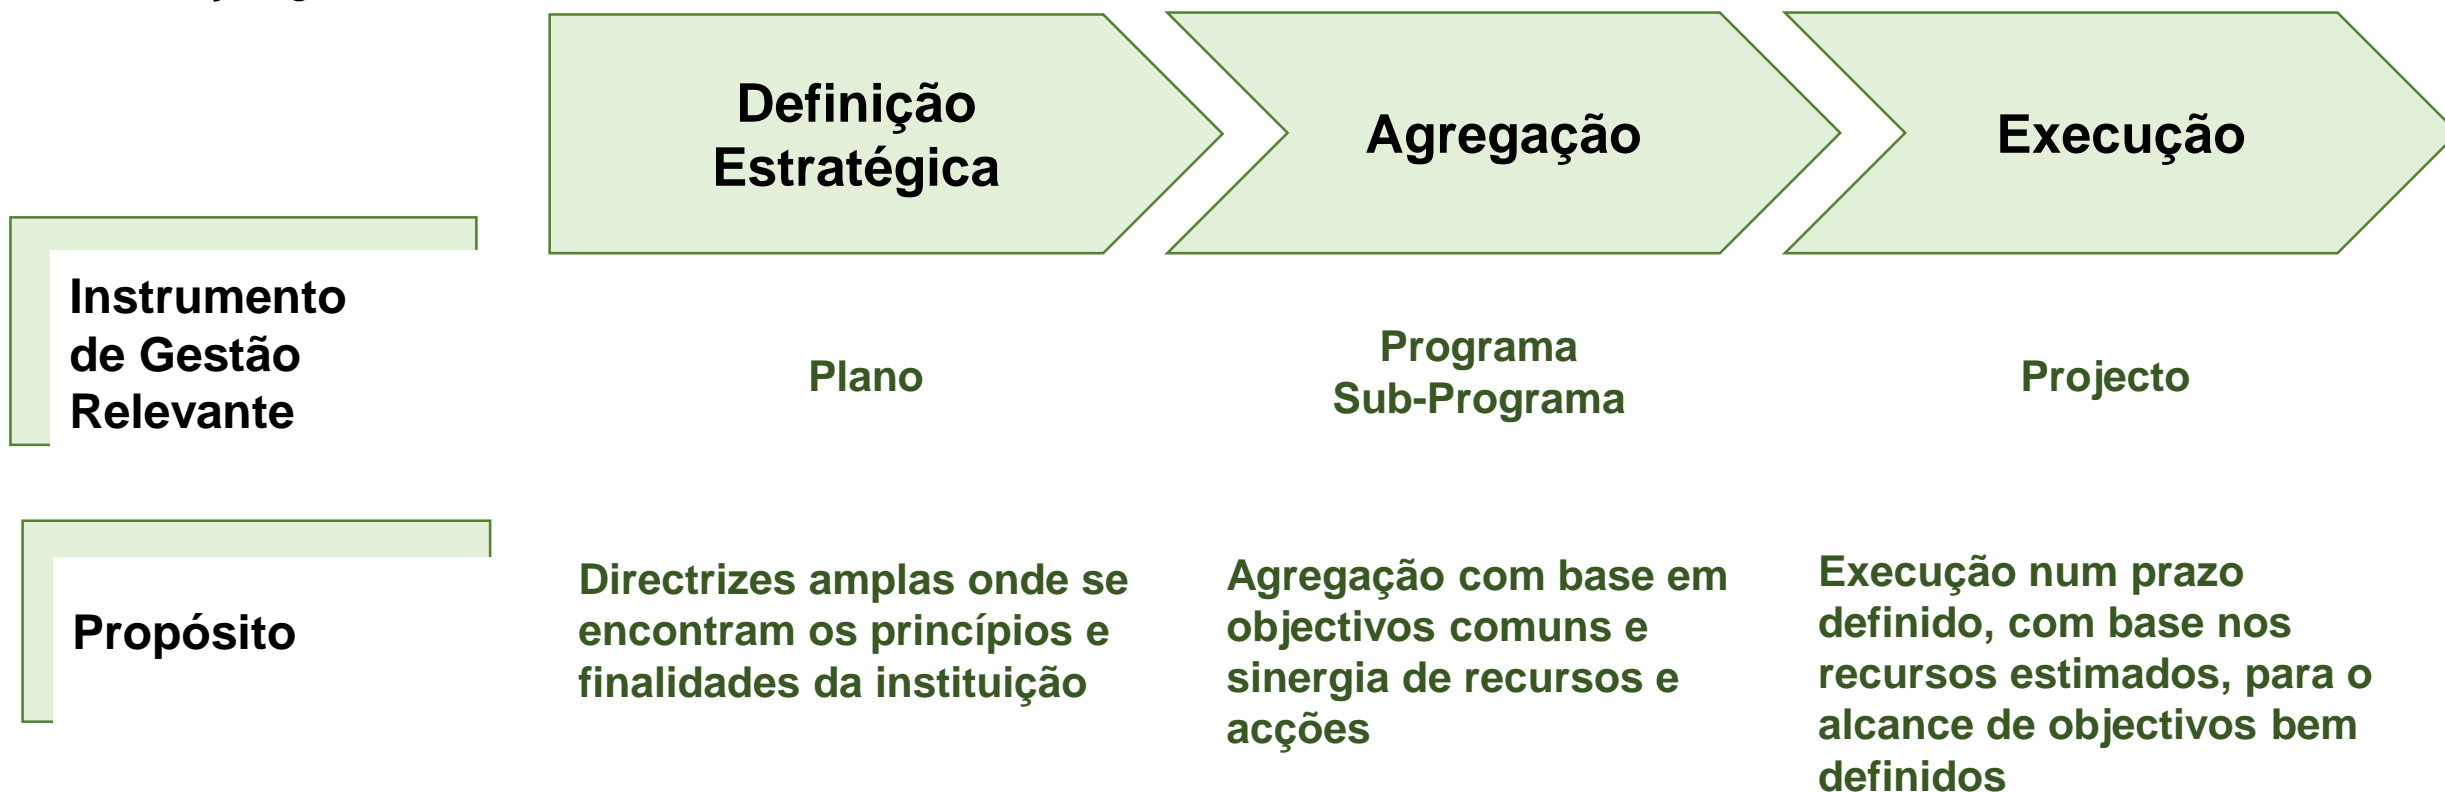 Definição
Estratégica
Agregação
Execução
Instrumento
de Gestão
Relevante
Plano
Programa
Sub-Programa
Projecto
Propósito
Directrizes amplas onde se
encontram os princípios e
finalidades da instituição
Agregação com base em
objectivos comuns e
sinergia de recursos e
acções
Execução num prazo
definido, com base nos
recursos estimados, para o
alcance de objectivos bem
definidos